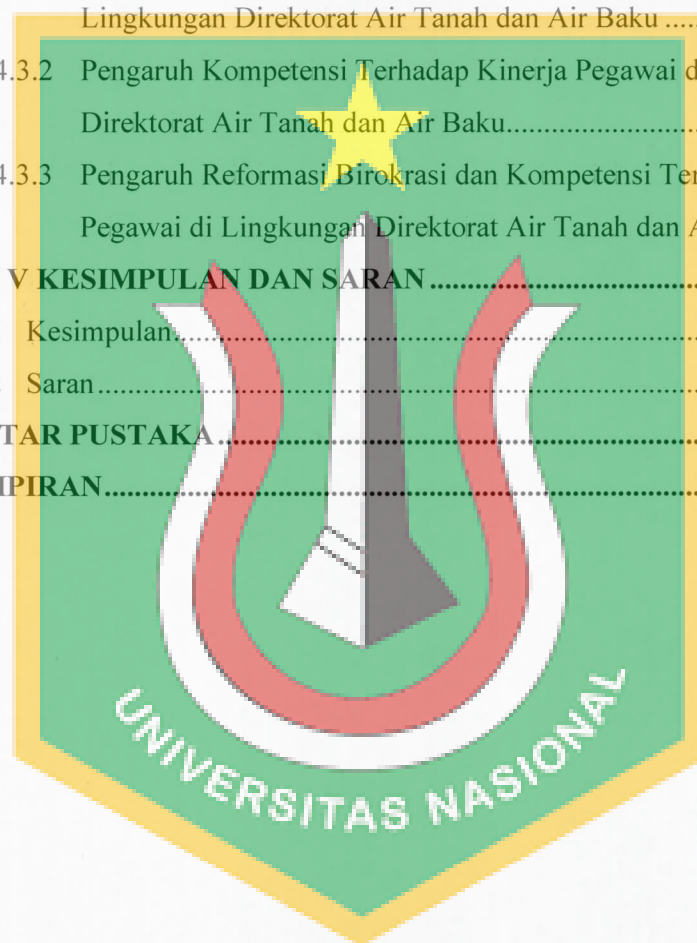 Lingkungan Direktorat Air Tanah dan Air Baku .....
4.3.2 Pengaruh Kompetensi Terhadap Kinerja Pegawai d
Direktorat Air Tanah dan Air Baku..............................
4.3.3 Pengaruh Reformasi Birokrasi dan Kompetensi Ter
Pegawai di Lingkungan Direktorat Air Tanah dan A
V KESIMPULAN DAN SARAN........................................
Kesimpulan..............................................................................
Saran........................................................................................
TAR PUSTAKA......................................................................
IPIRAN.....................................................................................
UNIVERSITAS NASIONAL